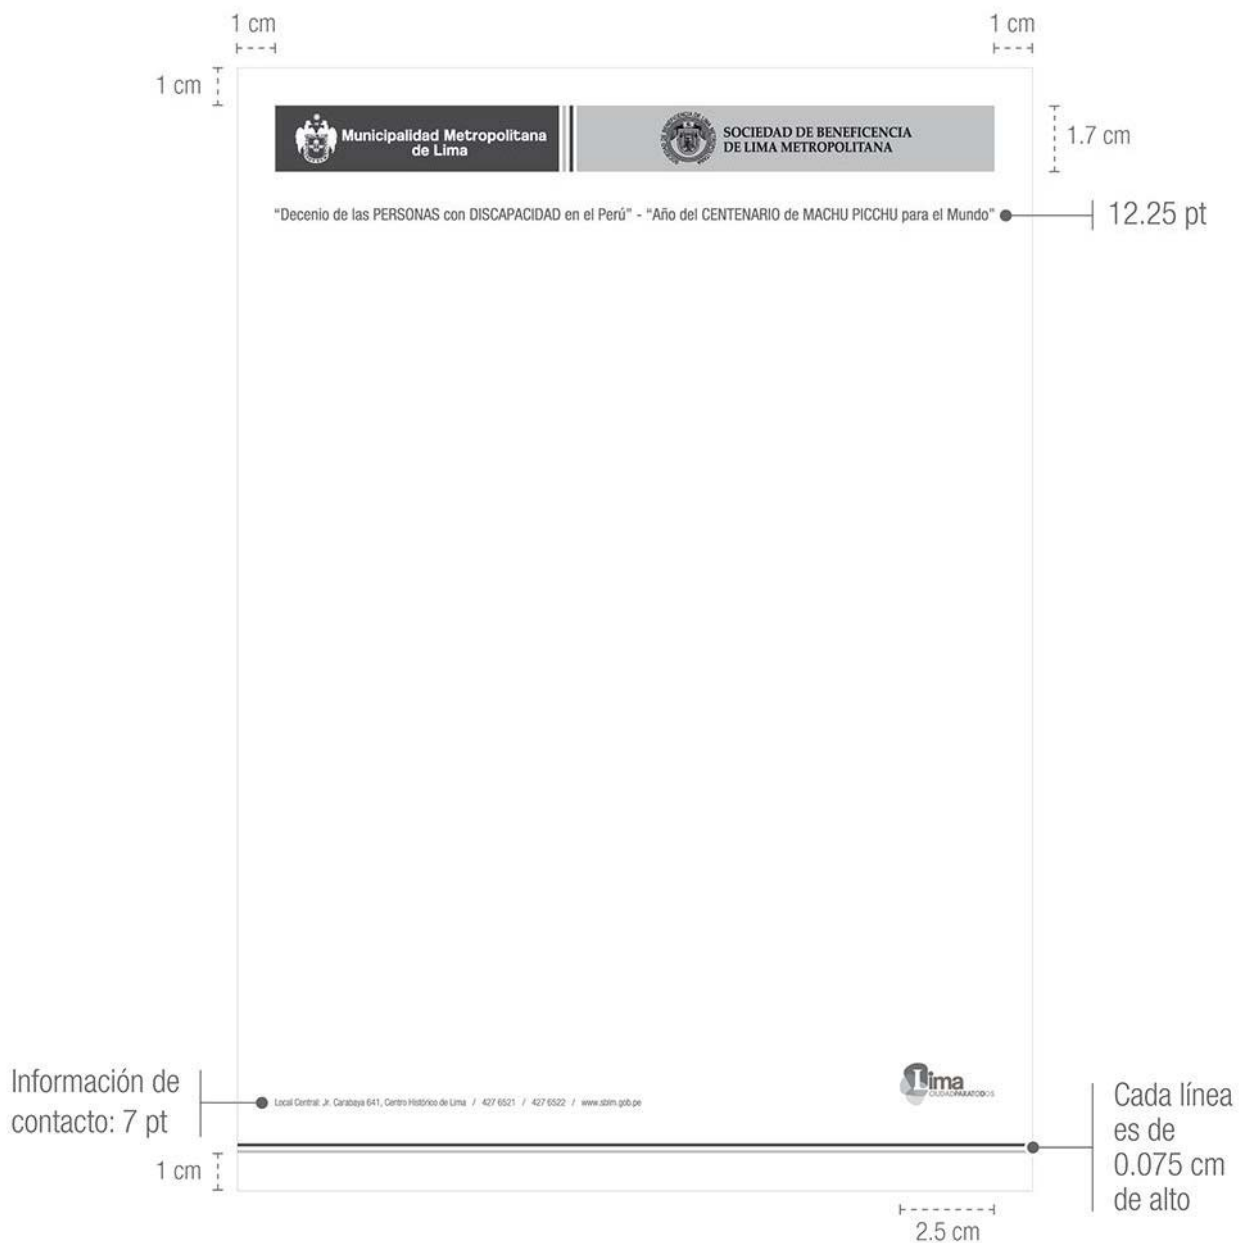 1 cm
1 cm
1 cm
Municipalidad Metropolitana
de Lima
SOCIEDAD DE BENEFICENCIA
DE LIMA METROPOLITANA
1.7 cm
“Decenio de las PERSONAS con DISCAPACIDAD en el Perú” - “Año del CENTENARIO de MACHU PICCHU para el Mundo”
12.25 pt
Información de
contacto: 7 pt
Local Central: Jr. Carabaya 641, Centro Histórico de Lima / 427 6521 / 427 6522 / www.sblm.gob.pe
Lima
CIUDADPARATODOS
Cada línea
es de
0.075 cm
de alto
1 cm
2.5 cm